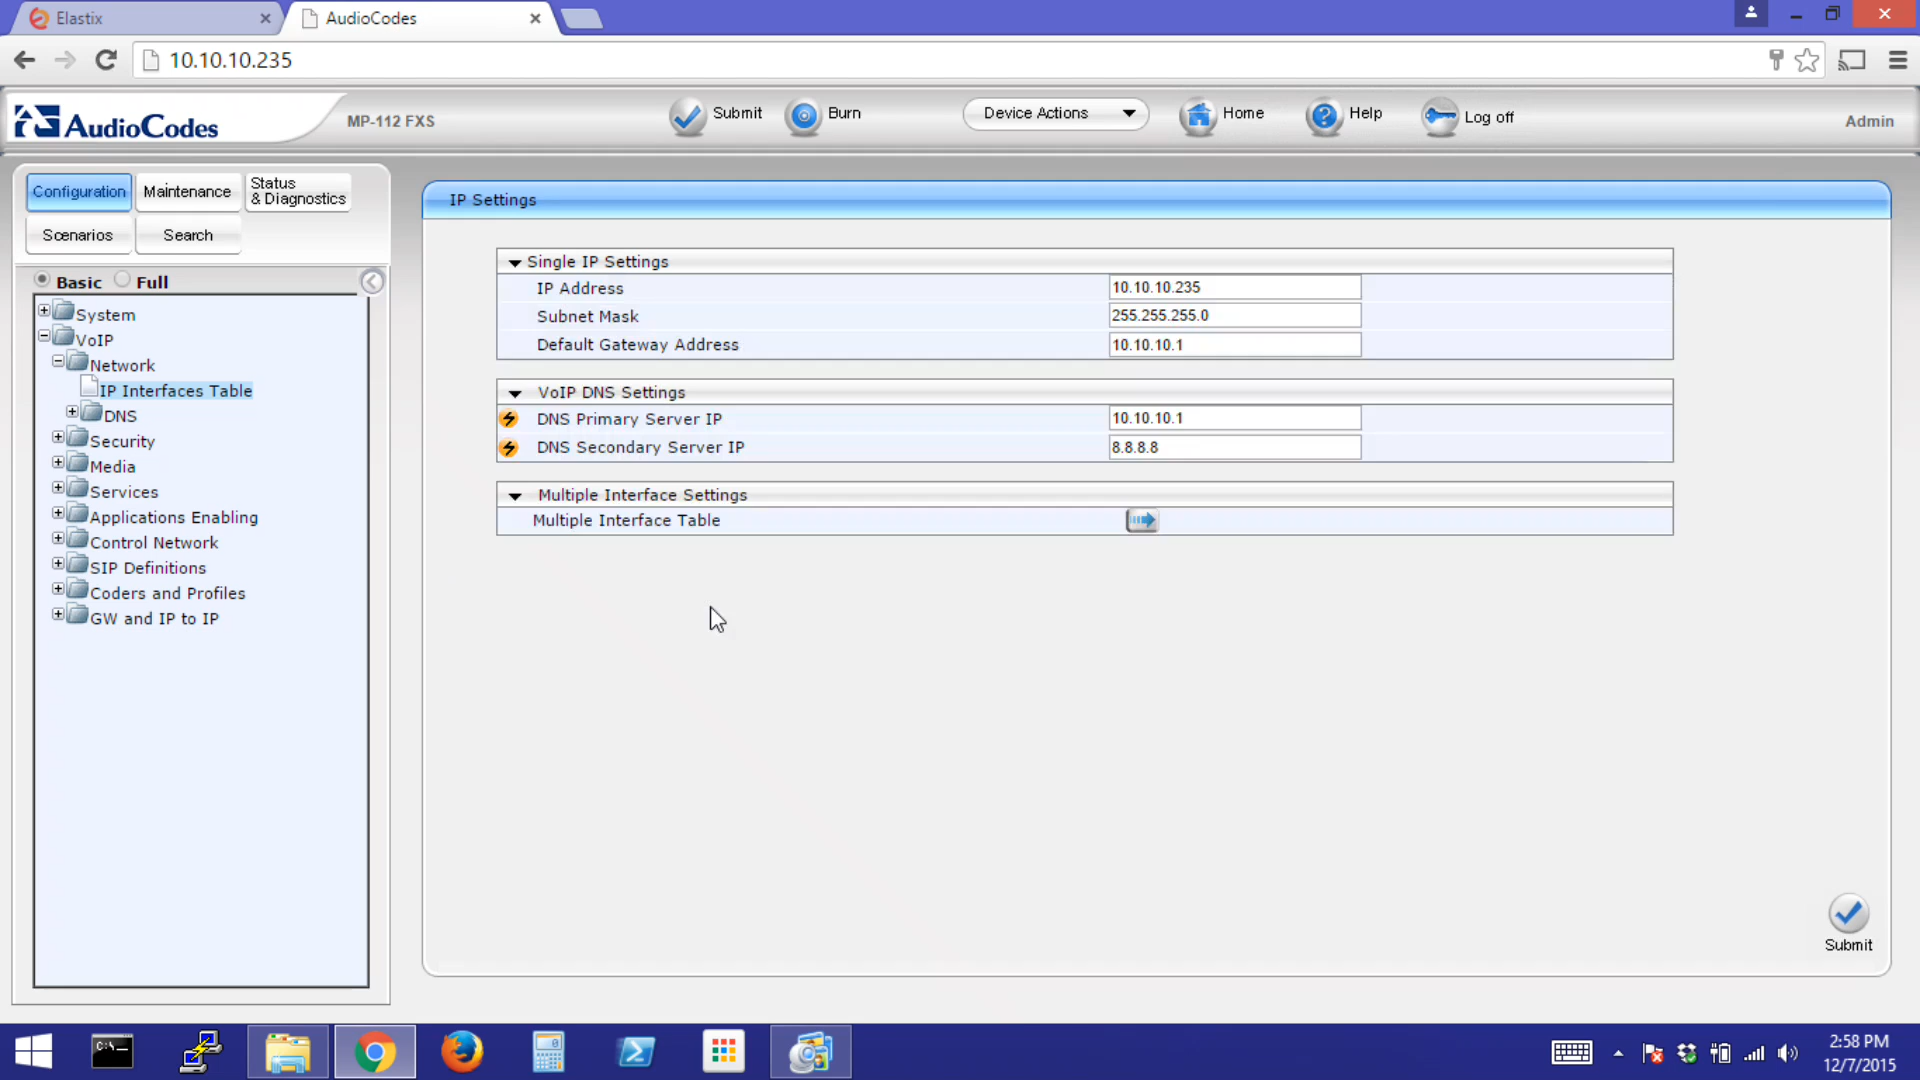 Elastix
AudioCodes
10.10.10.235
AudioCodes
MP-112 FXS
Submit
Burn
Device Actions
Home
Help
Log off
Admin
Configuration
Maintenance
Status
& Diagnostics
Scenarios
Search
Basic
Full
System
VoIP
Network
IP Interfaces Table
DNS
Security
Media
Services
Applications Enabling
Control Network
SIP Definitions
Coders and Profiles
GW and IP to IP
IP Settings
Single IP Settings
IP Address 10.10.10.235
Subnet Mask 255.255.255.0
Default Gateway Address 10.10.10.1
VoIP DNS Settings
DNS Primary Server IP 10.10.10.1
DNS Secondary Server IP 8.8.8.8
Multiple Interface Settings
Multiple Interface Table
Submit
2:58 PM
12/7/2015